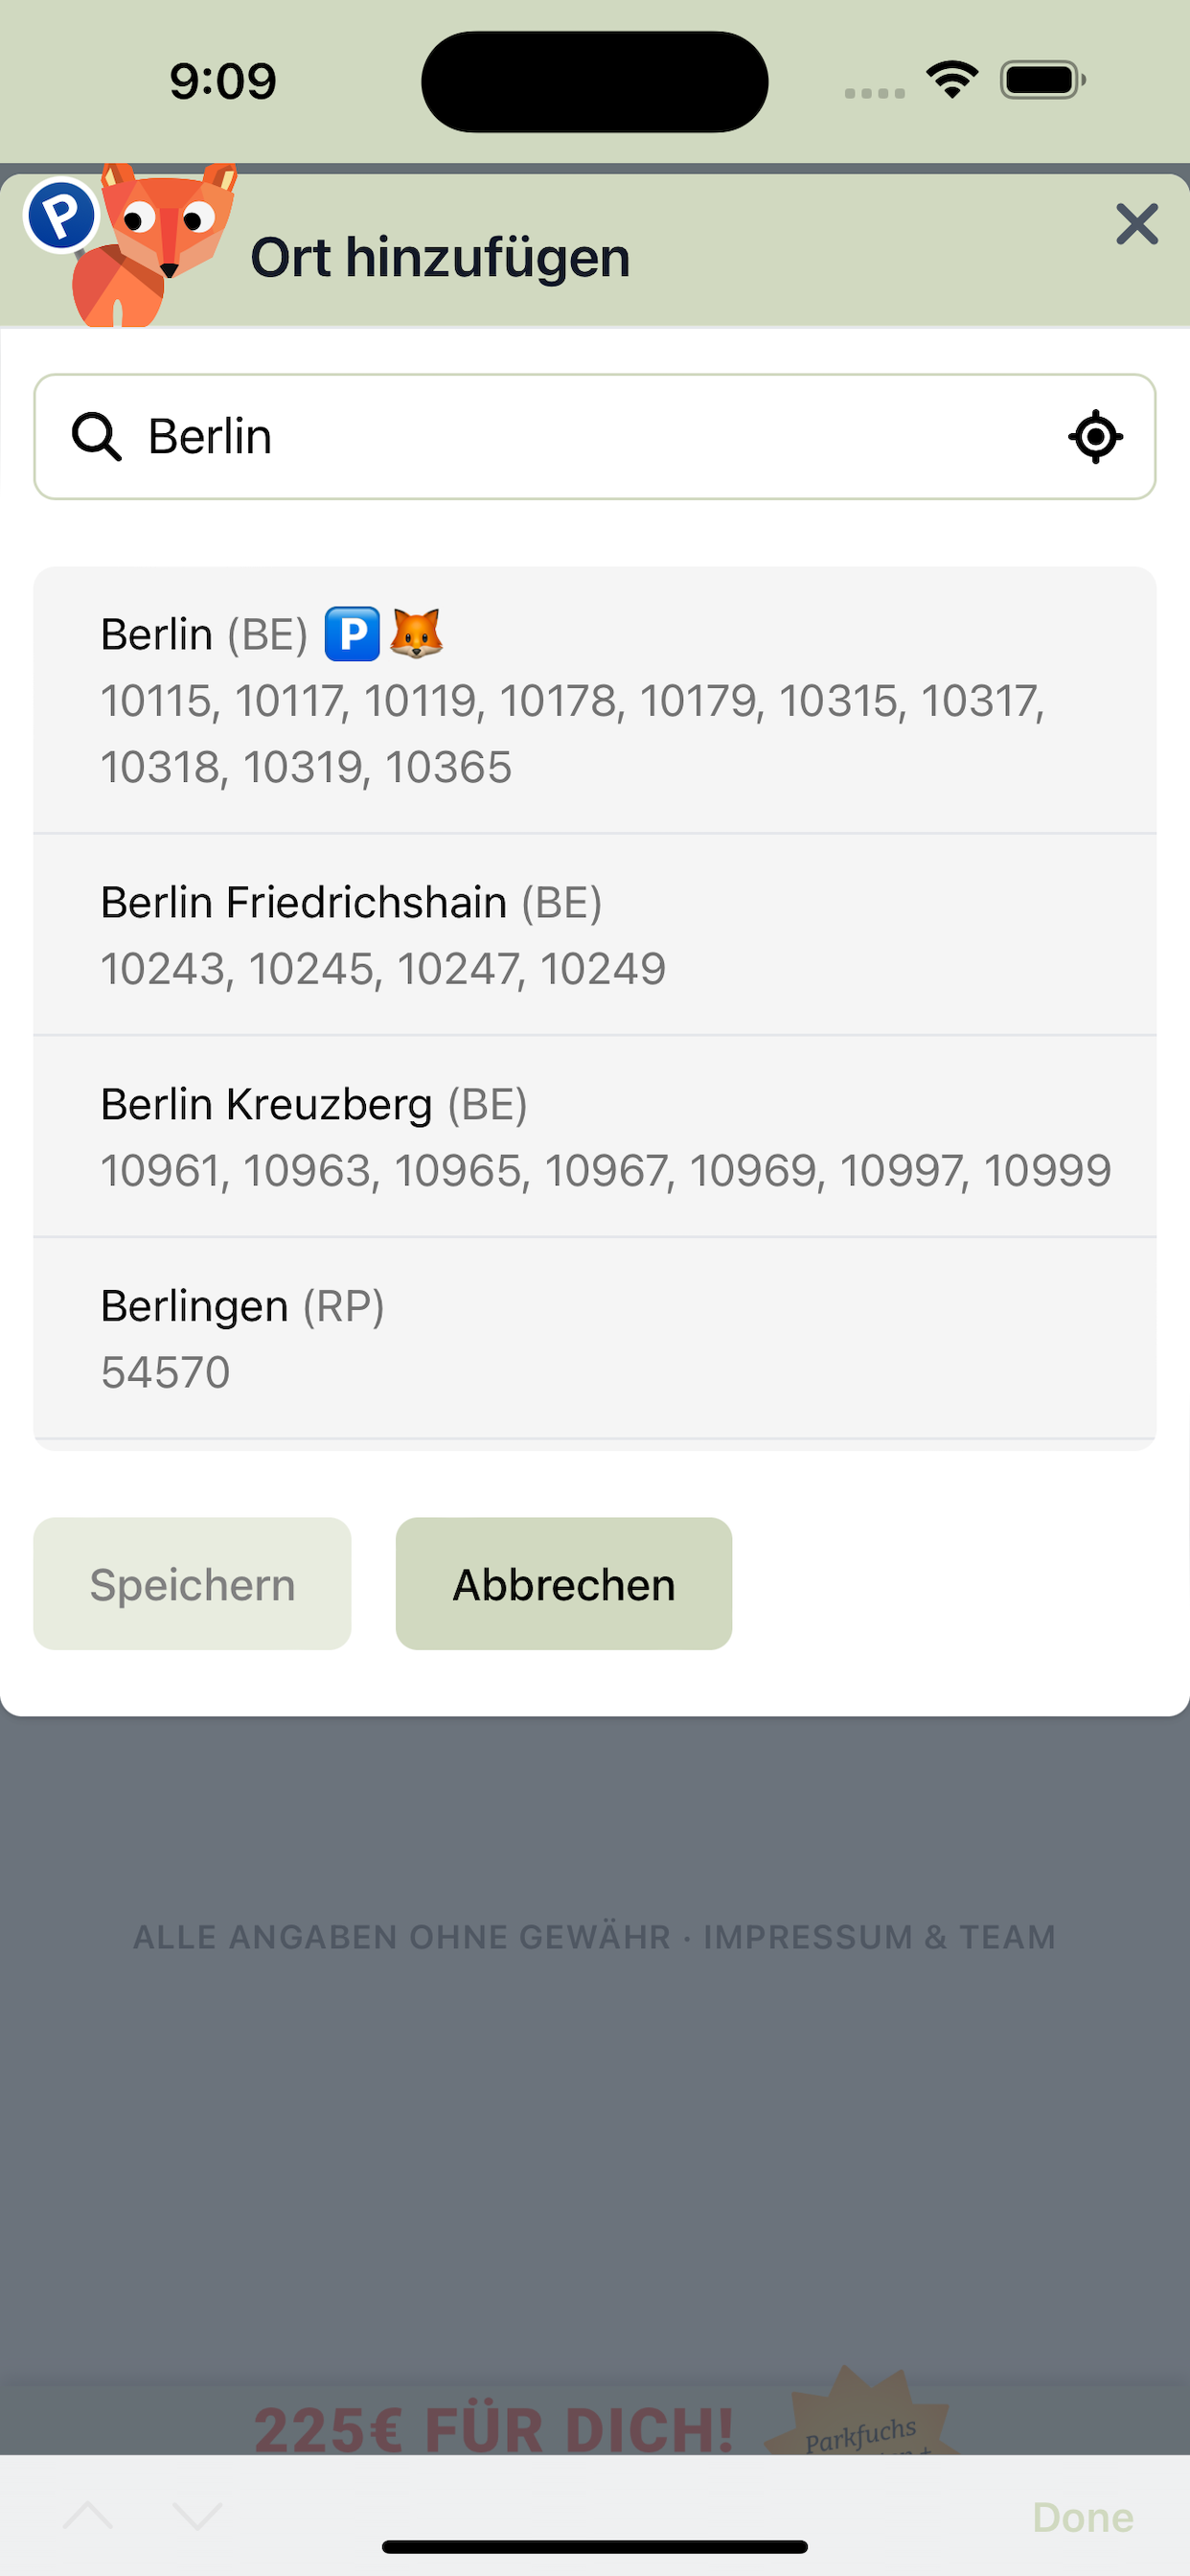 9:09
P
Ort hinzufügen
Berlin
Berlin (BE) 🅿️🦊
10115, 10117, 10119, 10178, 10179, 10315, 10317,
10318, 10319, 10365
Berlin Friedrichshain (BE)
10243, 10245, 10247, 10249
Berlin Kreuzberg (BE)
10961, 10963, 10965, 10967, 10969, 10997, 10999
Berlingen (RP)
54570
Speichern
Abbrechen
ALLE ANGABEN OHNE GEWÄHR · IMPRESSUM & TEAM
225€ FÜR DICH!
Parkfuchs
Done